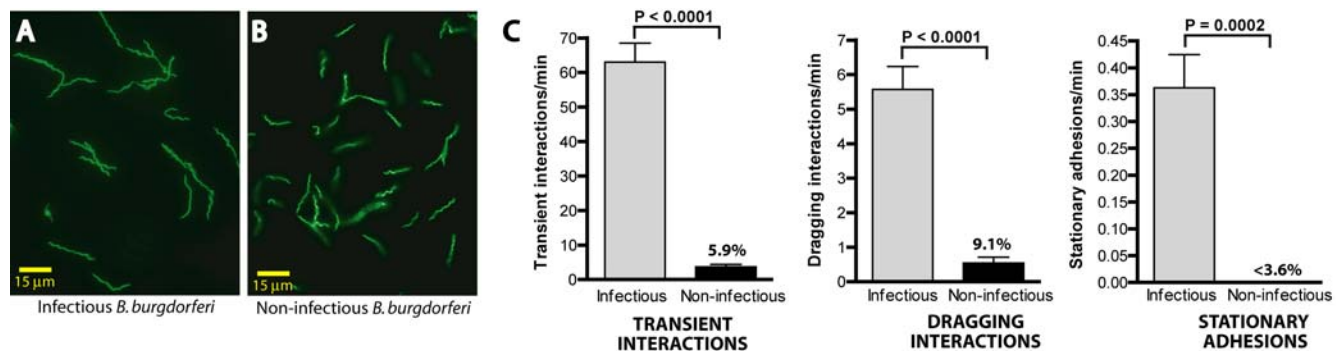 A
15 µm
Infectious B. burgdorferi
B
15 µm
Non-infectious B. burgdorferi
C
P < 0.0001
Transient interactions/min
70
60
50
40
30
20
10
0
5.9%
Infectious Non-infectious
TRANSIENT
INTERACTIONS
P < 0.0001
Dragging interactions/min
7
6
5
4
3
2
1
0
9.1%
Infectious Non-infectious
DRAGGING
INTERACTIONS
P = 0.0002
Stationary adhesions/min
0.45
0.40
0.35
0.30
0.25
0.20
0.15
0.10
0.05
0.00
<3.6%
Infectious Non-infectious
STATIONARY
ADHESIONS